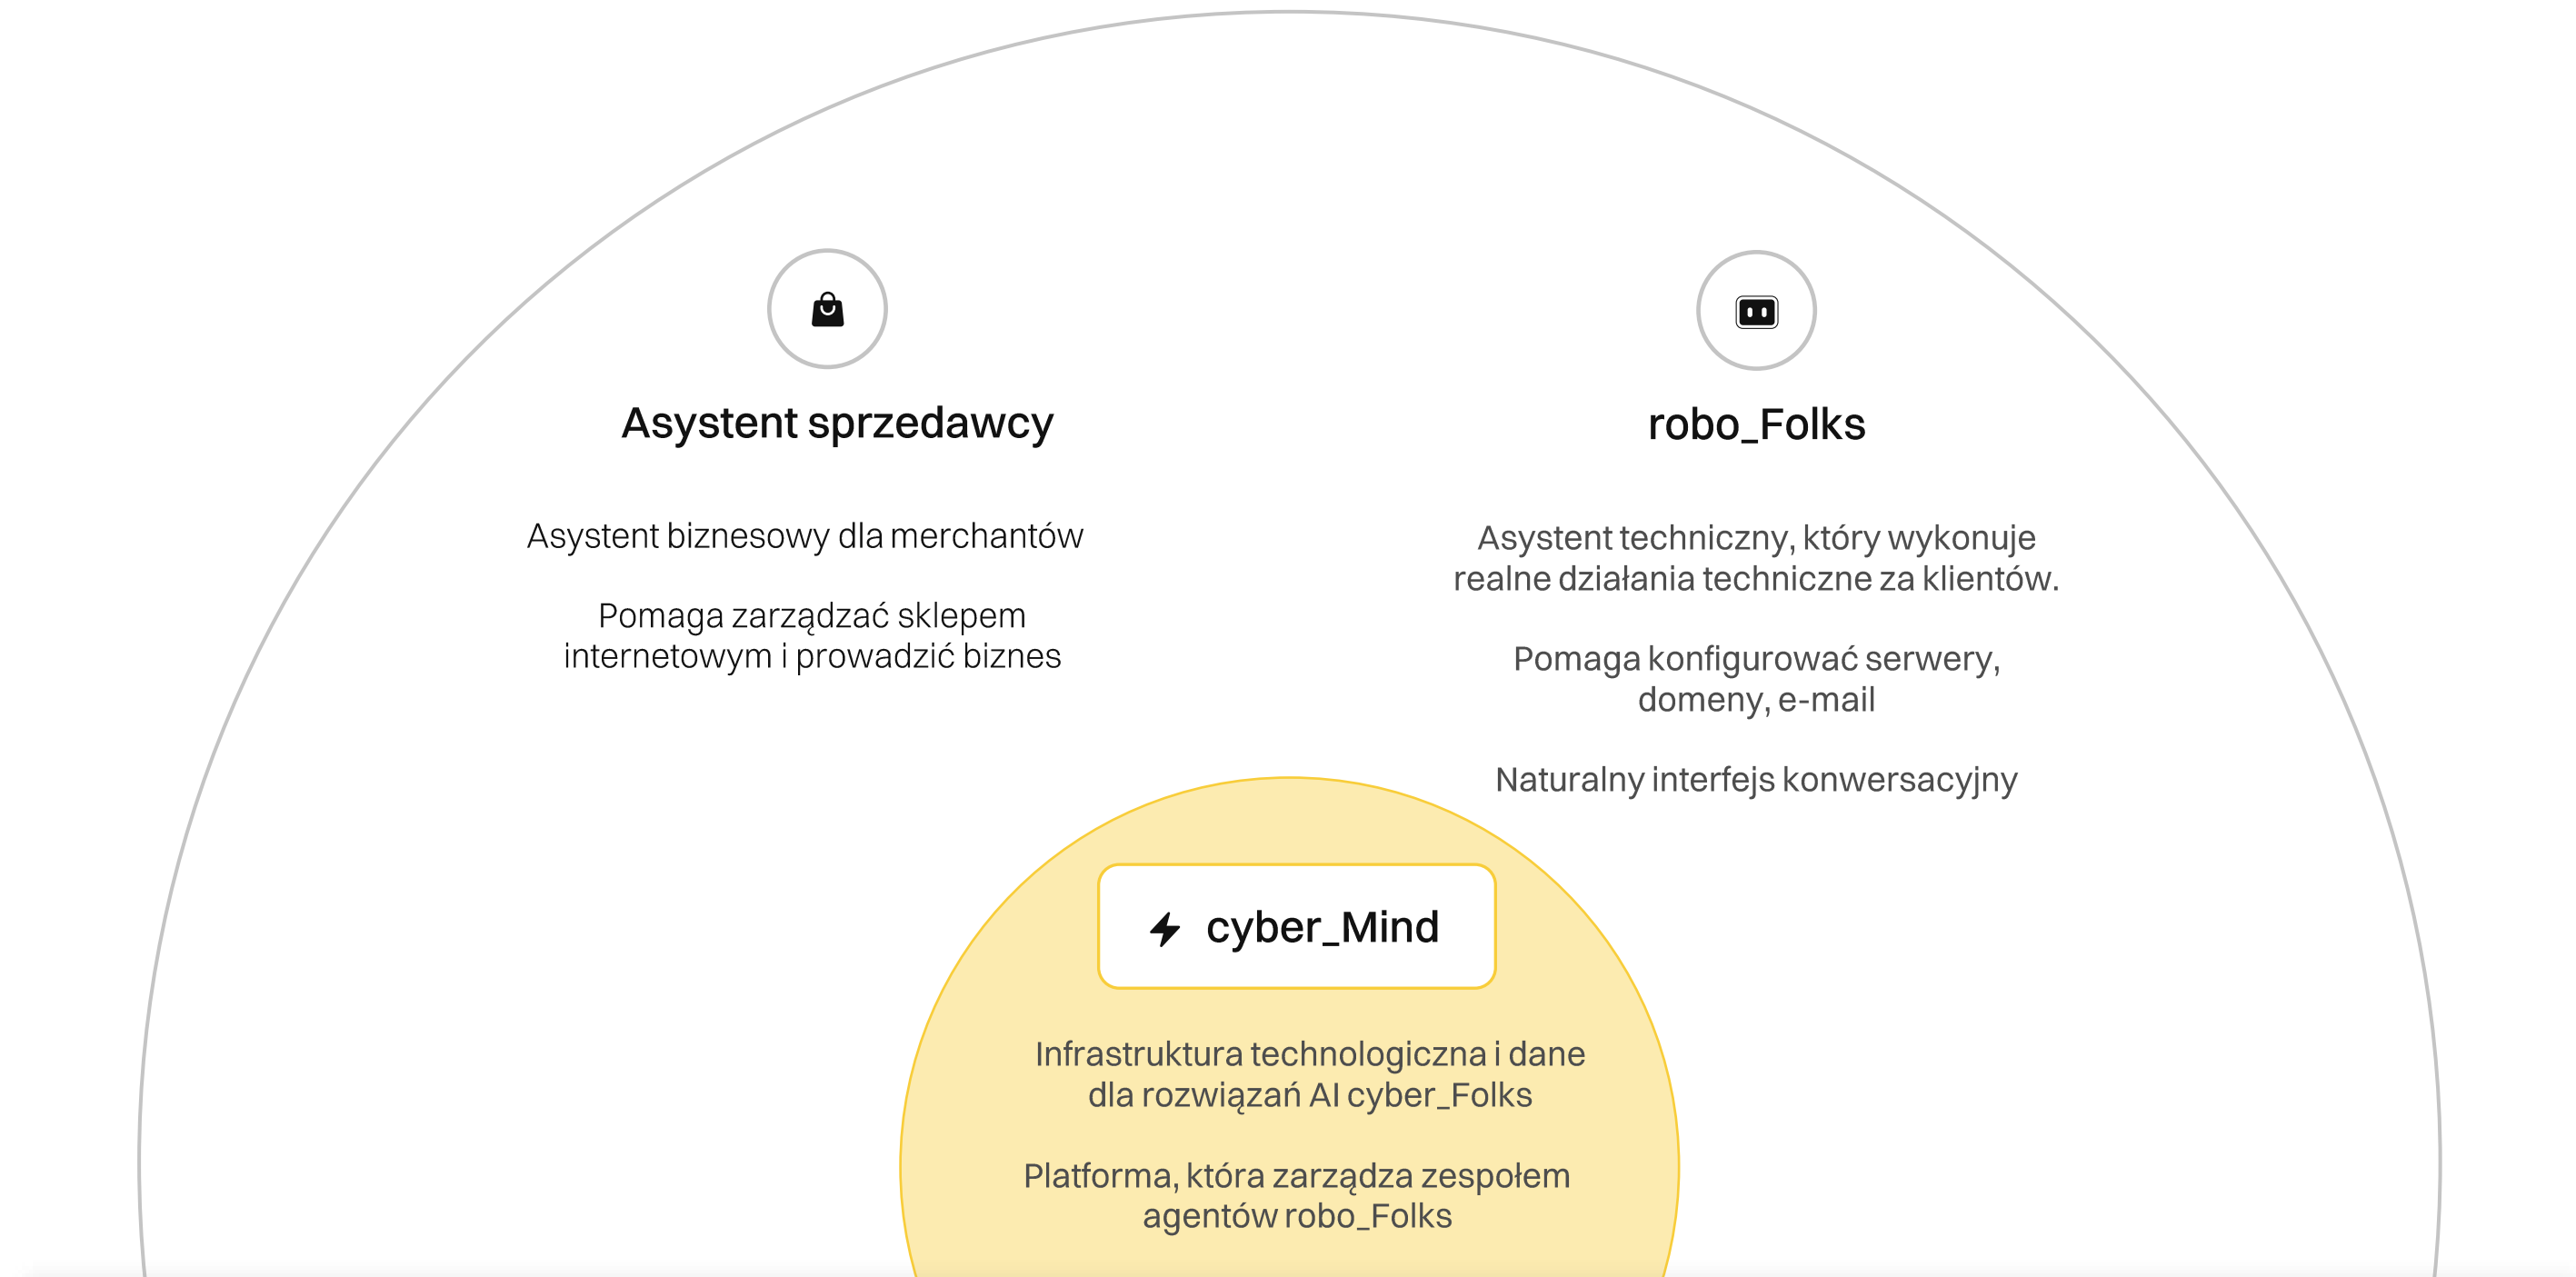 Asystent sprzedawcy
Asystent biznesowy dla merchantów
Pomaga zarządzać sklepem
internetowym i prowadzić biznes
robo_Folks
Asystent techniczny, który wykonuje
realne działania techniczne za klientów.
Pomaga konfigurować serwery,
domeny, e-mail
Naturalny interfejs konwersacyjny
cyber_Mind
Infrastruktura technologiczna i dane
dla rozwiązań AI cyber_Folks
Platforma, która zarządza zespołem
agentów robo_Folks